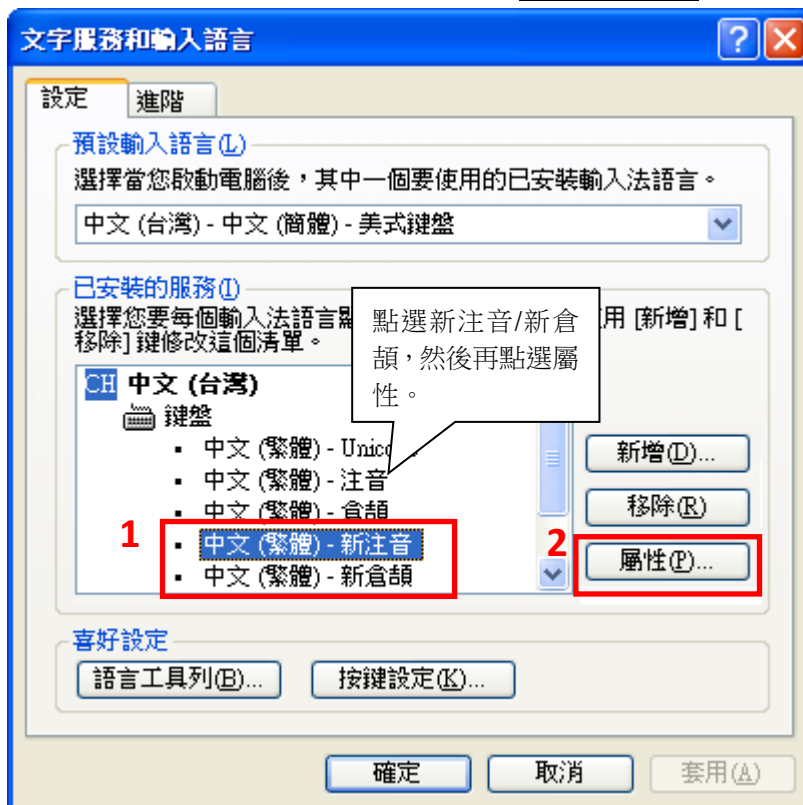 文字服務和輸入語言
設定
進階
預設輸入語言(L)
選擇當您啟動電腦後，其中一個要使用的已安裝輸入法語言。
中文 (台灣) - 中文 (簡體) - 美式鍵盤
已安裝的服務(I)
選擇您要每個輸入法語言 用 [新增] 和 [
移除] 鍵修改這個清單。
點選新注音/新倉
頡，然後再點選屬
性。
CH 中文 (台灣)
鍵盤
中文 (繁體) - Unico
中文 (繁體) - 注音
中文 (繁體) - 倉頡
1
中文 (繁體) - 新注音
中文 (繁體) - 新倉頡
新增(D)...
移除(R)
2
屬性(P)...
喜好設定
語言工具列(B)...
按鍵設定(K)...
確定
取消
套用(A)